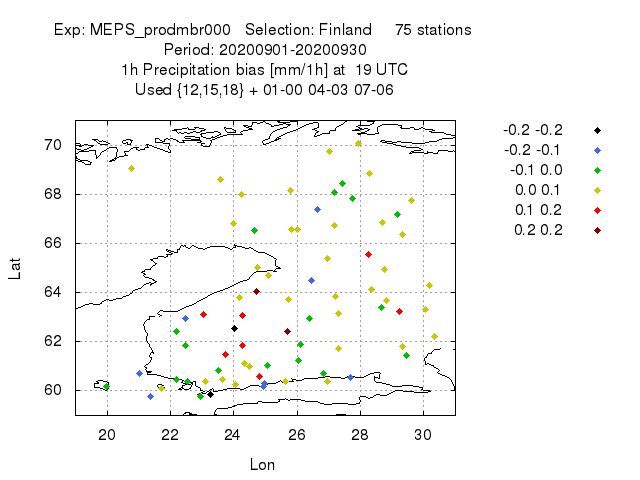 Exp: MEPS_prodmbr000 Selection: Finland 75 stations
Period: 20200901-20200930
1h Precipitation bias [mm/1h] at 19 UTC
Used {12,15,18} + 01-00 04-03 07-06
-0.2 -0.2
-0.2 -0.1
-0.1 0.0
0.0 0.1
0.1 0.2
0.2 0.2
Lat
70
68
66
64
62
60
20 22 24 26 28 30
Lon